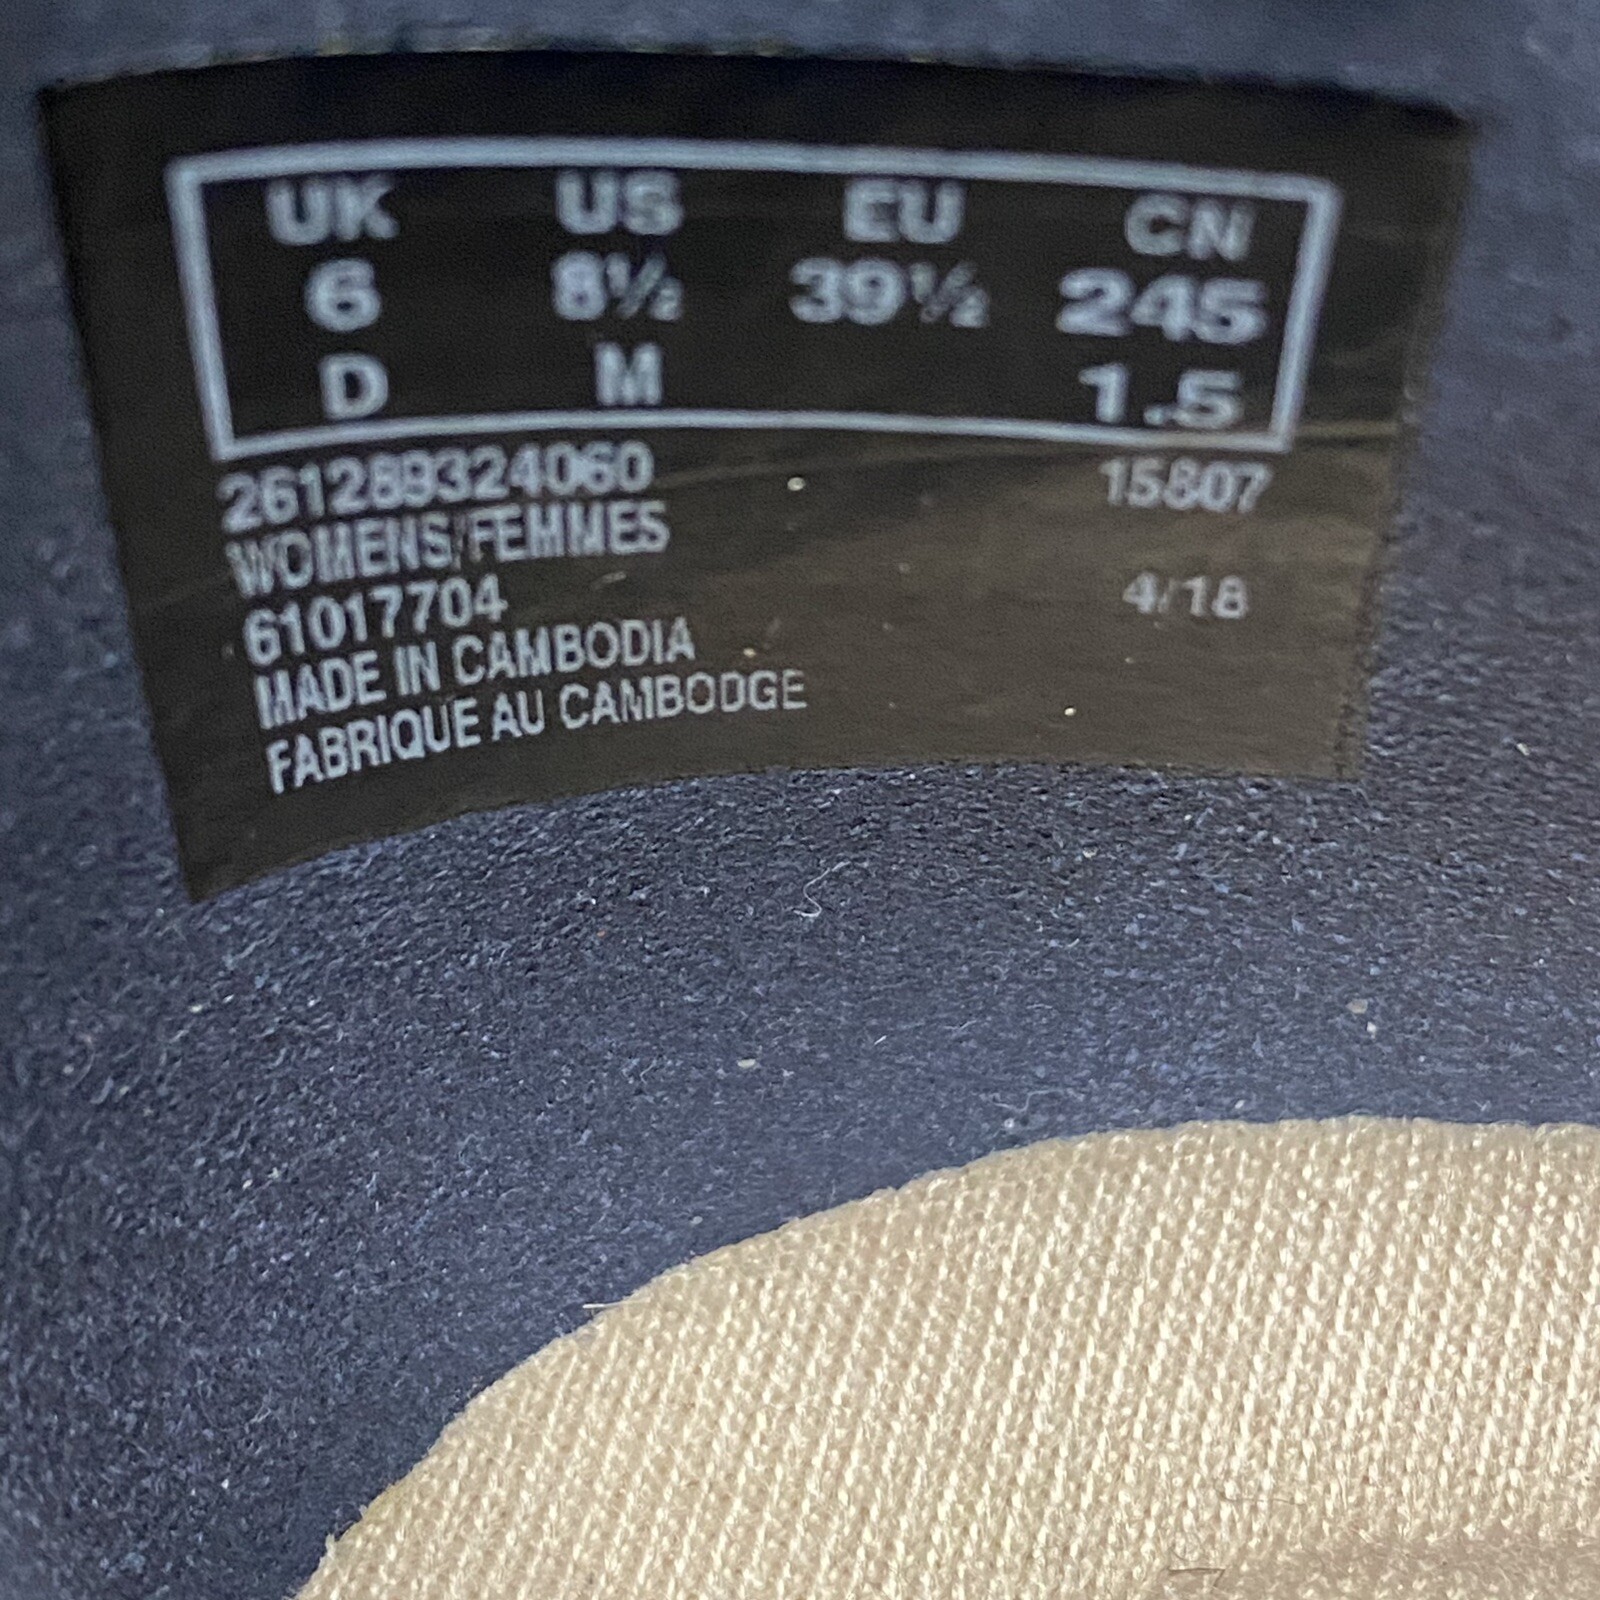 UK US EU CN
6 8½ 39½ 245
D M 1.5
261289324060 15807
WOMENS/FEMMES
61017704 4/18
MADE IN CAMBODIA
FABRIQUE AU CAMBODGE